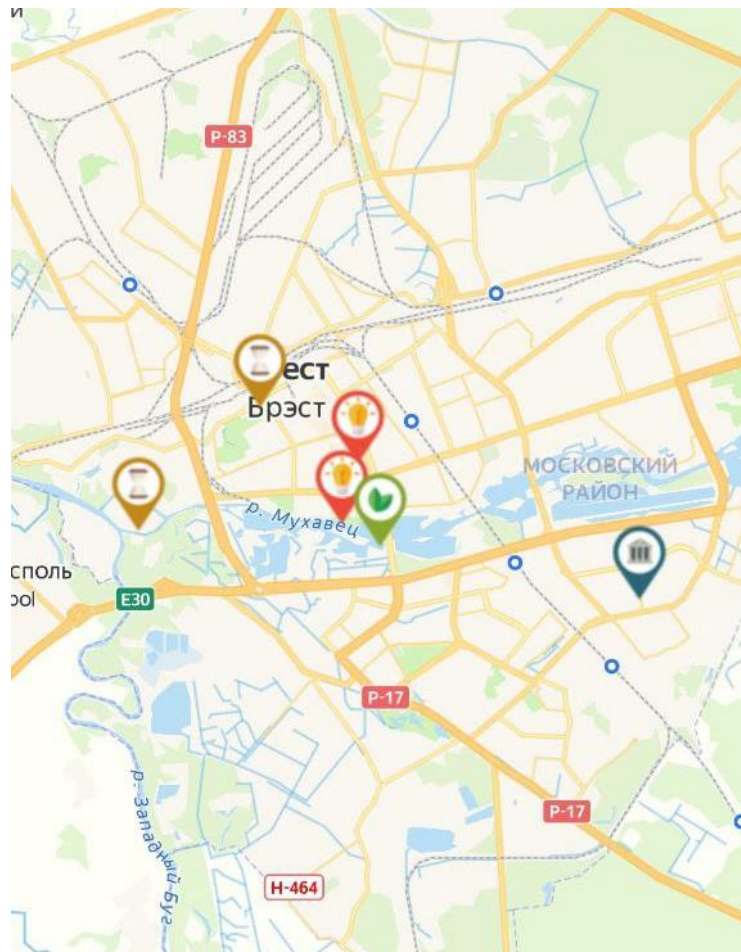 и
Р-83
ест
Брэст
МОСКОВСКИЙ
РАЙОН
р. Мухавец
споль
ool
E30
Р-17
р. Западный Буг
Р-17
Н-464